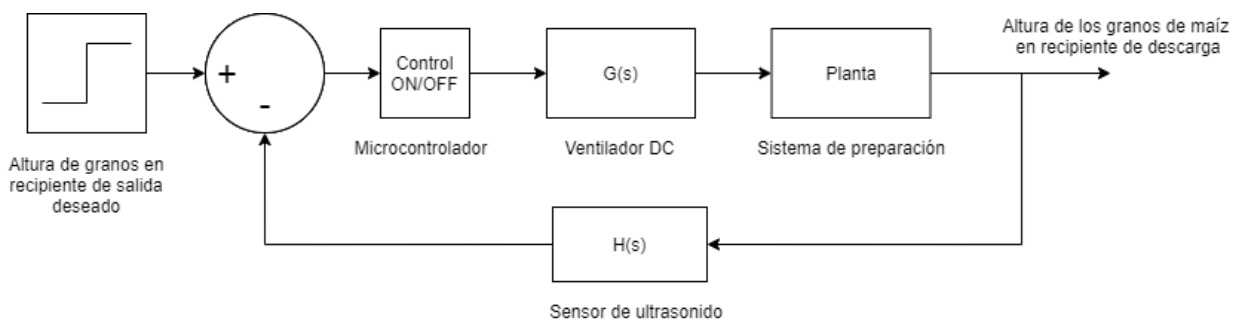 Altura de los granos de maíz
en recipiente de descarga
+
-
Control
ON/OFF
G(s)
Planta
Microcontrolador
Ventilador DC
Sistema de preparación
Altura de granos en
recipiente de salida
deseado
H(s)
Sensor de ultrasonido